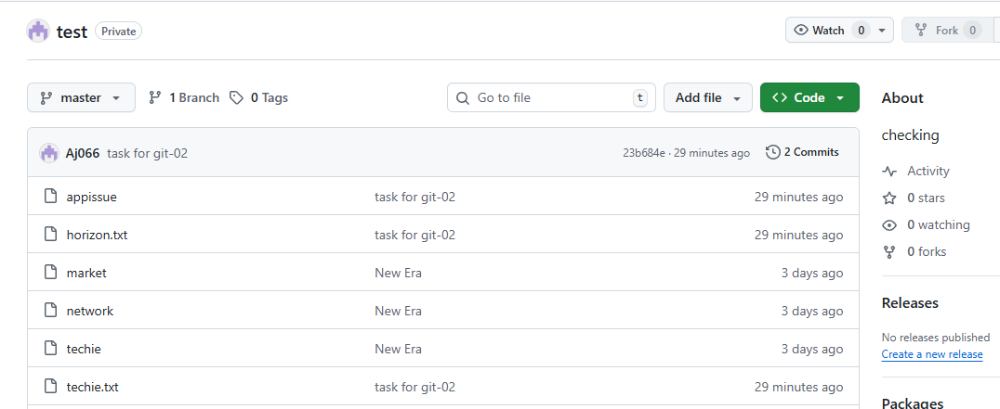 test Private Watch 0 Fork 0
master 1 Branch 0 Tags Go to file t Add file Code
About
checking
Aj066 task for git-02 23b684e · 29 minutes ago 2 Commits
Activity
appissue task for git-02 29 minutes ago
0 stars
0 watching
horizon.txt task for git-02 29 minutes ago
0 forks
market New Era 3 days ago
Releases
network New Era 3 days ago
No releases published
Create a new release
techie New Era 3 days ago
techie.txt task for git-02 29 minutes ago
Packages